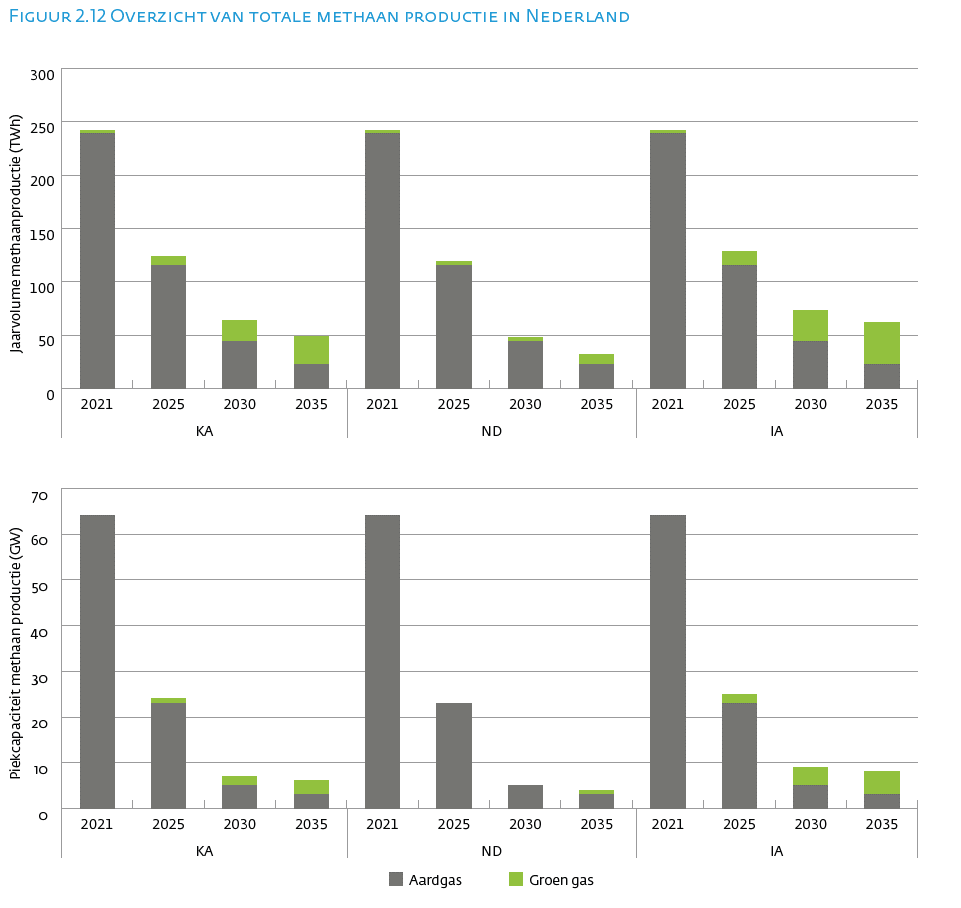 Figuur 2.12 Overzicht van totale methaan productie in Nederland
Jaarvolume methaanproductie (TWh)
300
250
200
150
100
50
0
2021 2025 2030 2035 2021 2025 2030 2035 2021 2025 2030 2035
KA ND IA
Piekcapaciteit methaan productie (GW)
70
60
50
40
30
20
10
0
2021 2025 2030 2035 2021 2025 2030 2035 2021 2025 2030 2035
KA ND IA
Aardgas Groen gas